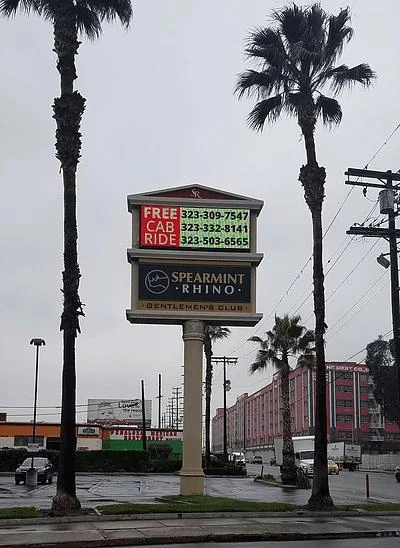 SR
FREE
CAB
RIDE
323-309-7547
323-332-8141
323-503-6565
SPEARMINT
·RHINO·
·GENTLEMEN'S CLUB·